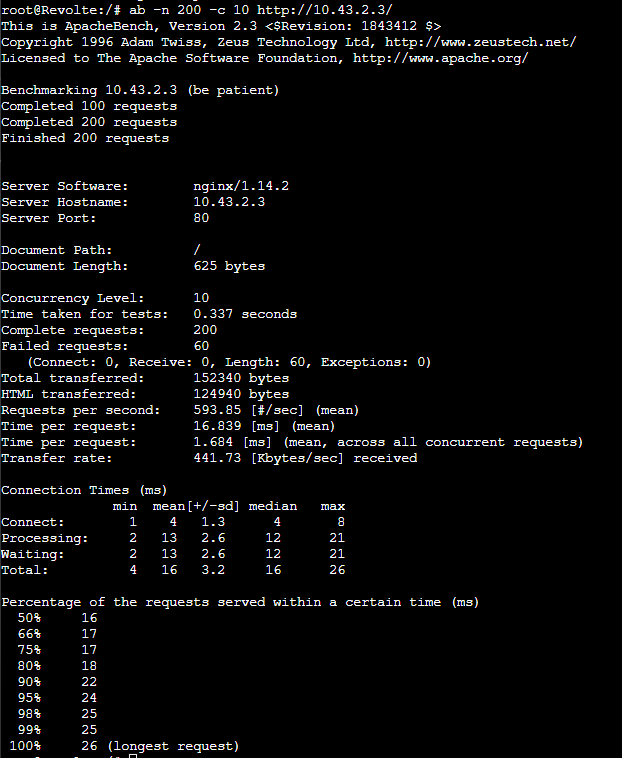 root@Revolte:/# ab -n 200 -c 10 http://10.43.2.3/
This is ApacheBench, Version 2.3 <$Revision: 1843412 $>
Copyright 1996 Adam Twiss, Zeus Technology Ltd, http://www.zeustech.net/
Licensed to The Apache Software Foundation, http://www.apache.org/

Benchmarking 10.43.2.3 (be patient)
Completed 100 requests
Completed 200 requests
Finished 200 requests


Server Software:        nginx/1.14.2
Server Hostname:        10.43.2.3
Server Port:            80

Document Path:          /
Document Length:        625 bytes

Concurrency Level:      10
Time taken for tests:   0.337 seconds
Complete requests:      200
Failed requests:        60
   (Connect: 0, Receive: 0, Length: 60, Exceptions: 0)
Total transferred:      152340 bytes
HTML transferred:       124940 bytes
Requests per second:    593.85 [#/sec] (mean)
Time per request:       16.839 [ms] (mean)
Time per request:       1.684 [ms] (mean, across all concurrent requests)
Transfer rate:          441.73 [Kbytes/sec] received

Connection Times (ms)
              min  mean[+/-sd] median   max
Connect:        1    4   1.3      4       8
Processing:     2   13   2.6     12      21
Waiting:        2   13   2.6     12      21
Total:          4   16   3.2     16      26

Percentage of the requests served within a certain time (ms)
  50%     16
  66%     17
  75%     17
  80%     18
  90%     22
  95%     24
  98%     25
  99%     25
 100%     26 (longest request)